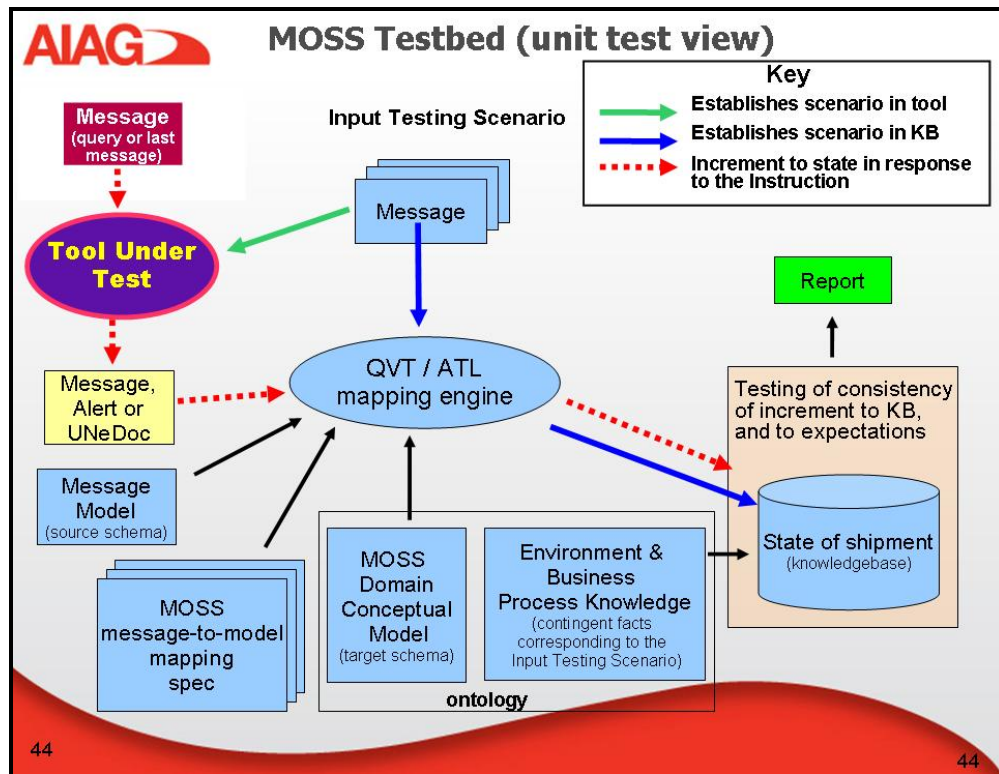 AIAG
MOSS Testbed (unit test view)
Key
Establishes scenario in tool
Establishes scenario in KB
Increment to state in response
to the Instruction
Message
(query or last
message)
Input Testing Scenario
Message
Tool Under
Test
Report
QVT / ATL
mapping engine
Message,
Alert or
UNeDoc
Testing of consistency
of increment to KB,
and to expectations
Message
Model
(source schema)
State of shipment
(knowledgebase)
MOSS
Domain
Conceptual
Model
(target schema)
Environment &
Business
Process Knowledge
(contingent facts
corresponding to the
Input Testing Scenario)
MOSS
message-to-model
mapping
spec
ontology
44
44